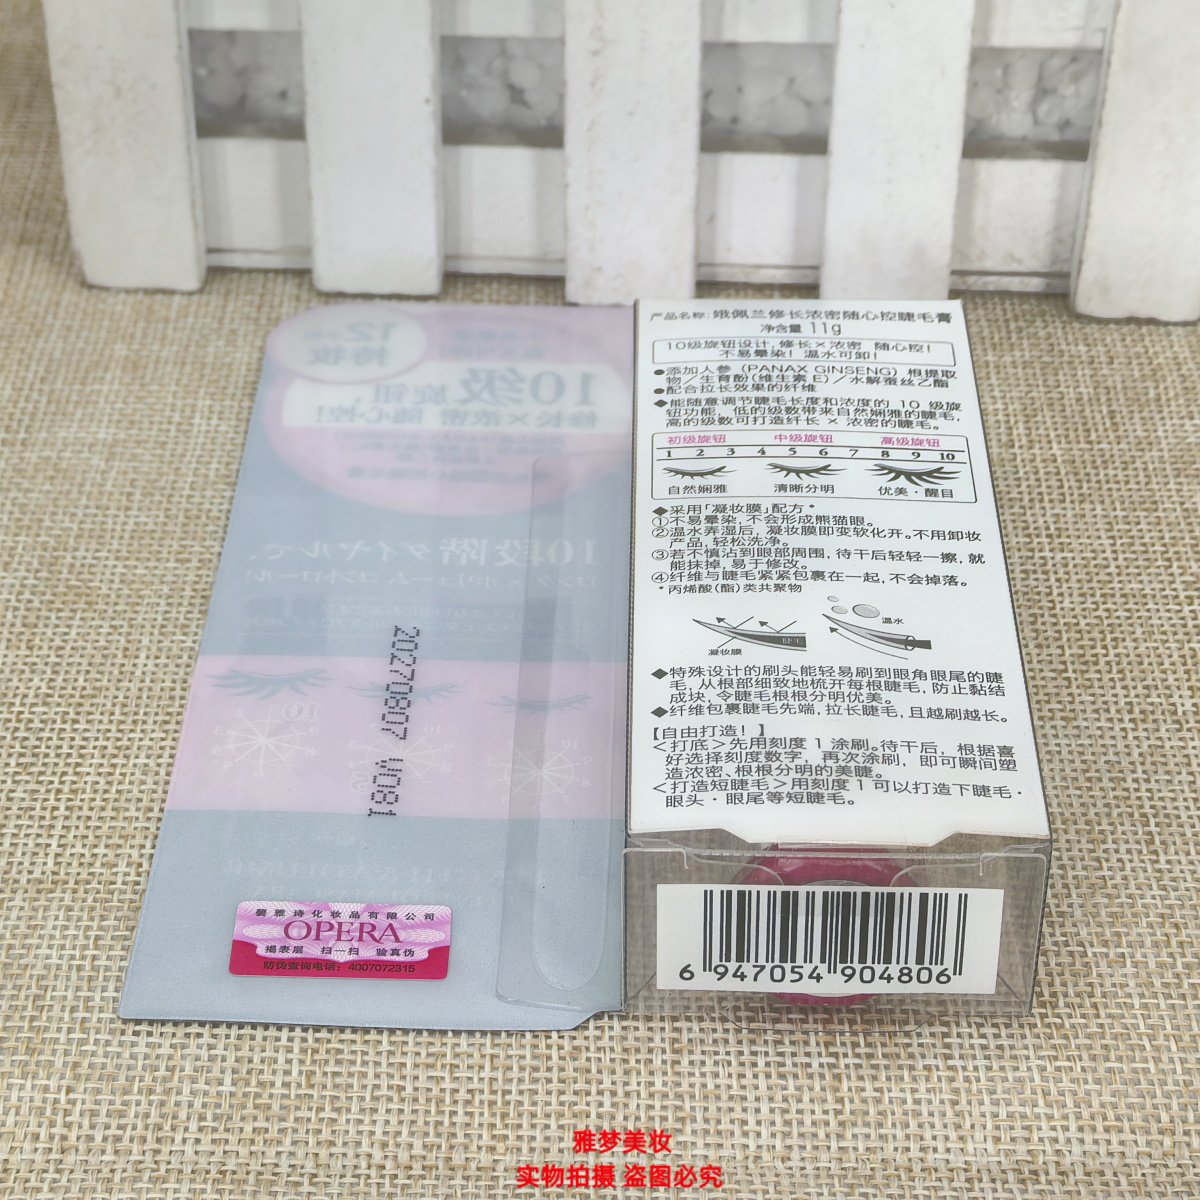 产品名称:娥佩兰修长浓密随心控睫毛膏
净含量 11g
10级旋钮设计,修长×浓密 随心控!
不易晕染!温水可卸!
●添加人参 (PANAX GINSENG) 根提取
物/生育酚(维生素E)/水解蚕丝乙酯
●配合拉长效果的纤维
◆能随意调节睫毛长度和浓度的 10 级旋
钮功能,低的级数带来自然娴雅的睫毛,
高的级数可打造纤长 × 浓密的睫毛。
初级旋钮 中级旋钮 高级旋钮
1 2 3 4 5 6 7 8 9 10
自然娴雅 清晰分明 优美·醒目
◆采用「凝妆膜」配方*
①不易晕染,不会形成熊猫眼。
②温水弄湿后,凝妆膜即变软化开。不用卸妆
产品,轻松洗净。
③若不慎沾到眼部周围,待干后轻轻一擦,就
能抹掉,易于修改。
④纤维与睫毛紧紧包裹在一起,不会掉落。
*丙烯酸(酯)类共聚物
温水
睫毛
凝妆膜
◆特殊设计的刷头能轻易刷到眼角眼尾的睫
毛,从根部细致地梳开每根睫毛,防止黏结
成块,令睫毛根根分明优美。
◆纤维包裹睫毛先端,拉长睫毛,且越刷越长。
【自由打造!】
<打底>先用刻度1涂刷。待干后,根据喜
好选择刻度数字,再次涂刷,即可瞬间塑
造浓密、根根分明的美睫。
<打造短睫毛>用刻度1可以打造下睫毛·
眼头·眼尾等短睫毛。
6 947054 904806
12
持妆
10级旋钮
修长浓密 随心控!
10段階ダイヤル
20270807 W081
碧雅诗化妆品有限公司
OPERA
揭表层 扫一扫 验真伪
防伪查询电话:4007072315
雅梦美妆
实物拍摄 盗图必究